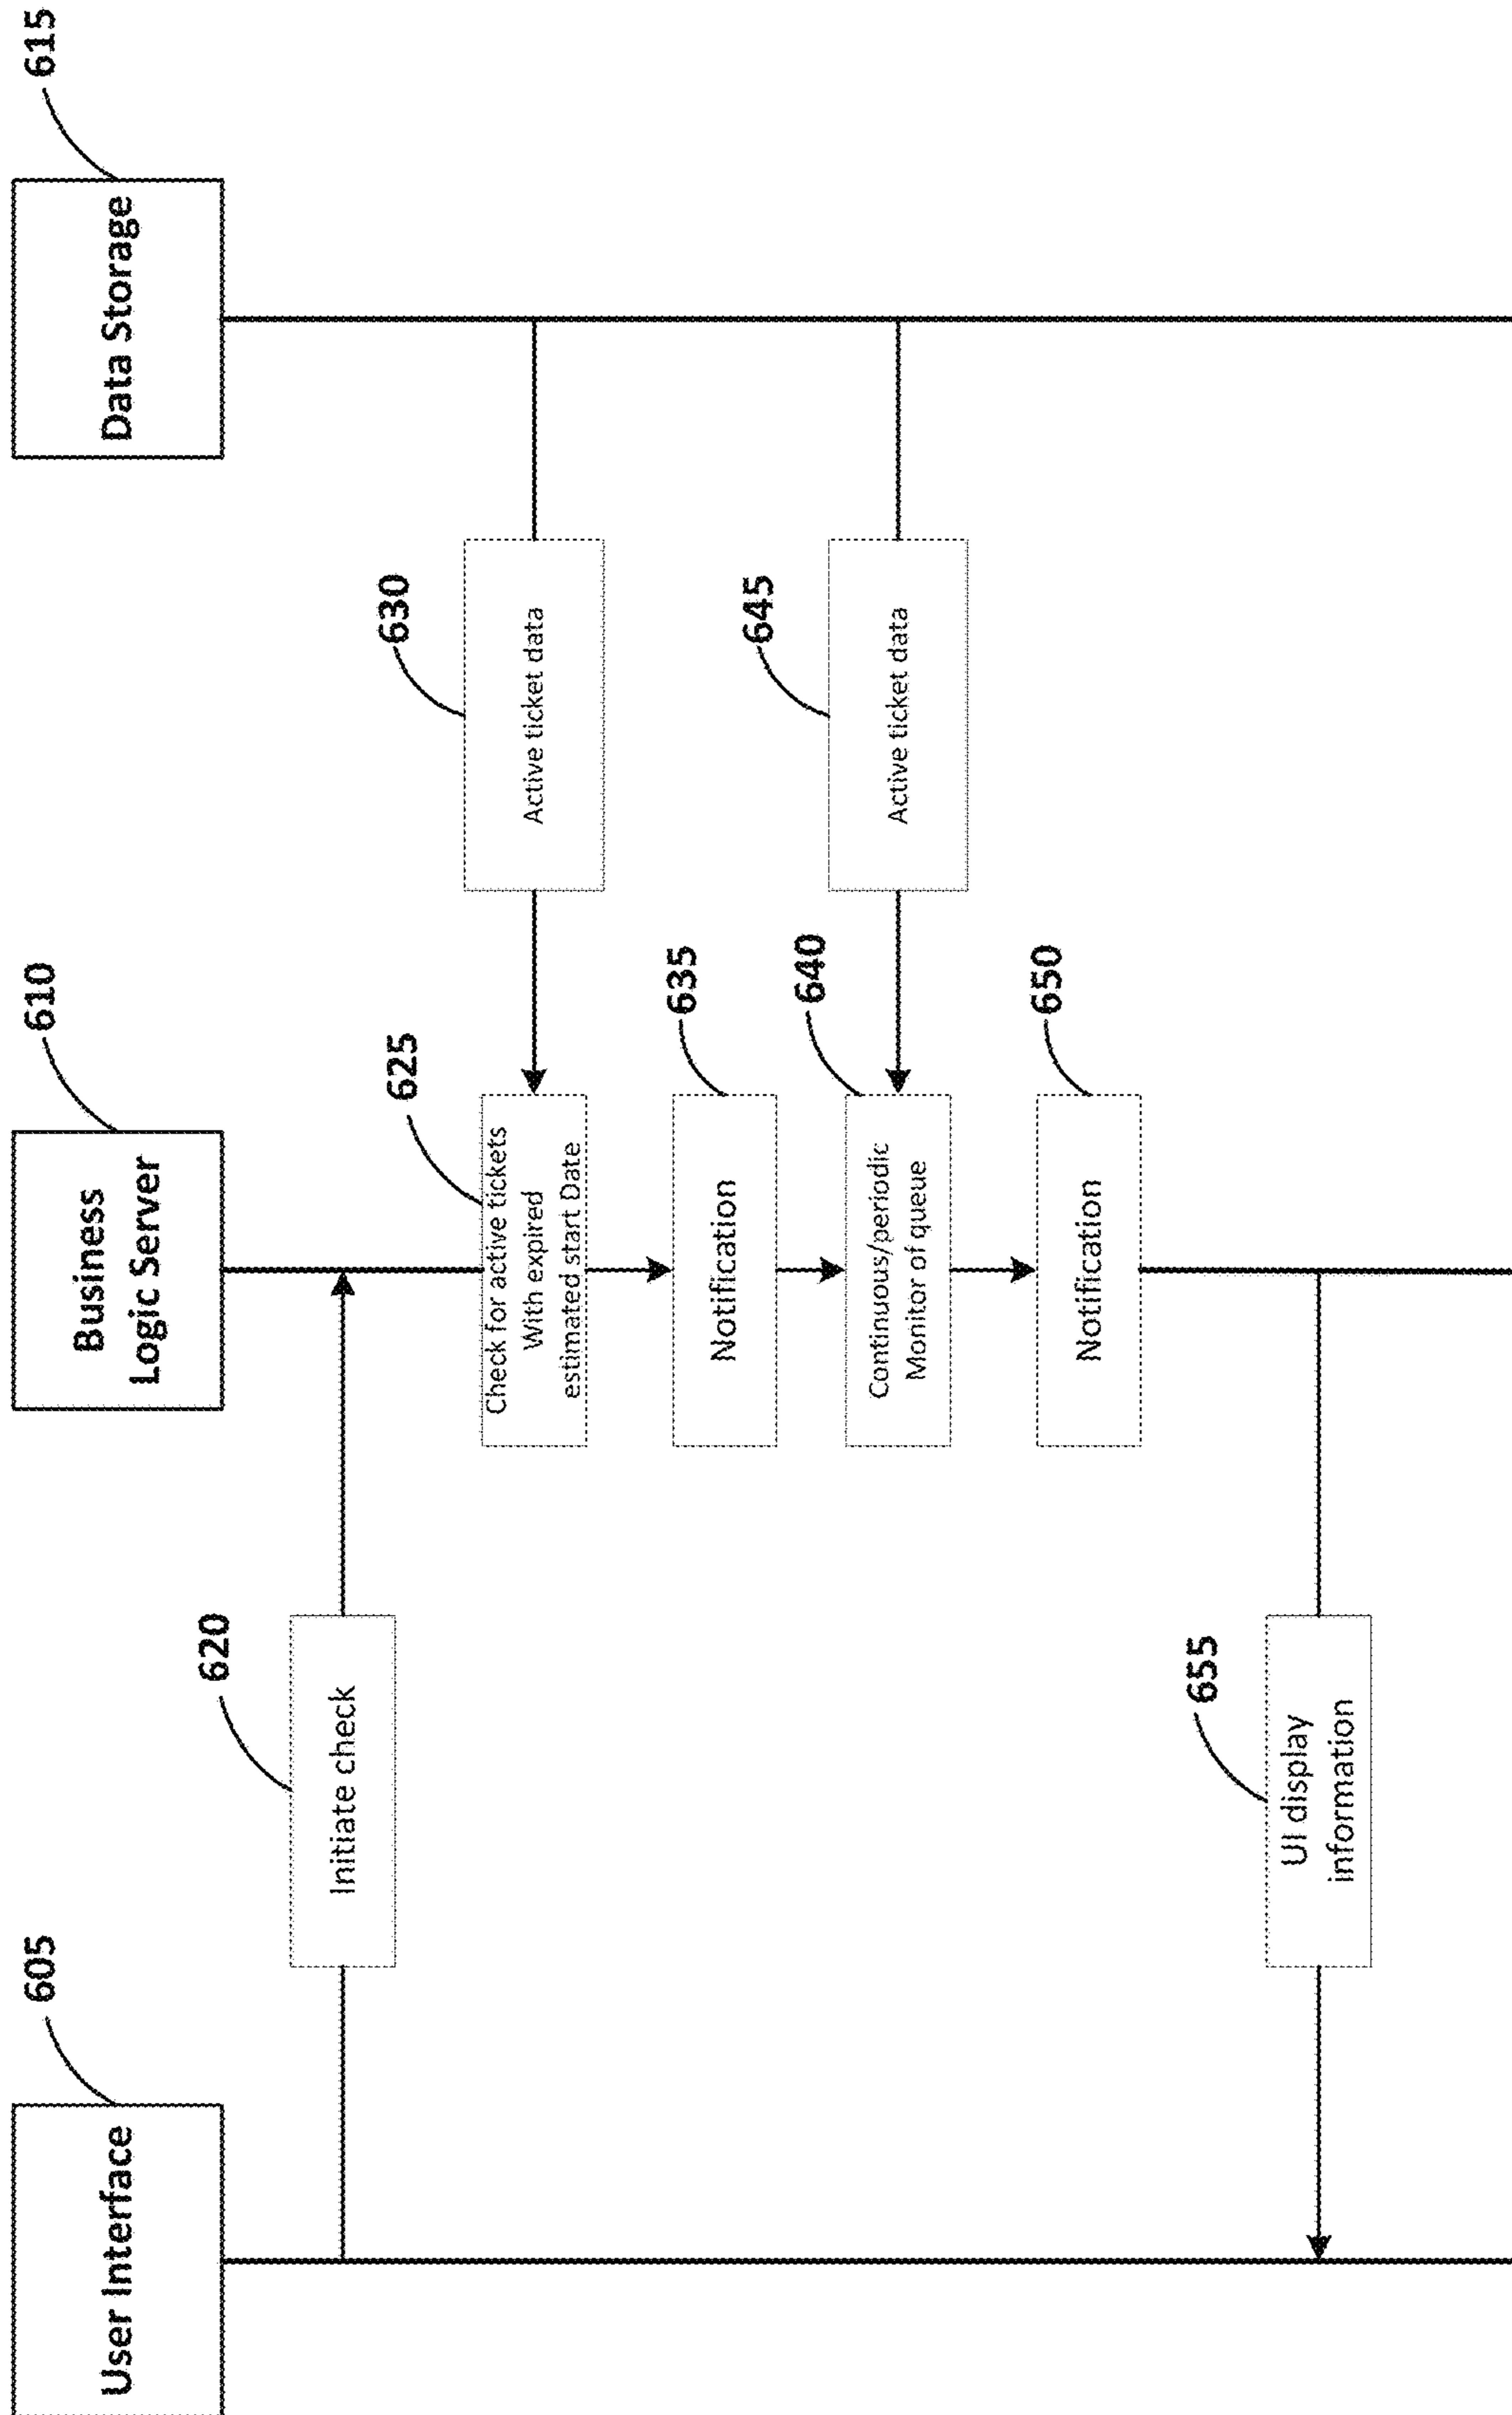 605
User Interface
610
Business
Logic Server
615
Data Storage
620
Initiate check
625
Check for active tickets
With expired
estimated start Date
630
Active ticket data
635
Notification
640
Continuous/periodic
Monitor of queue
645
Active ticket data
650
Notification
655
UI display
information